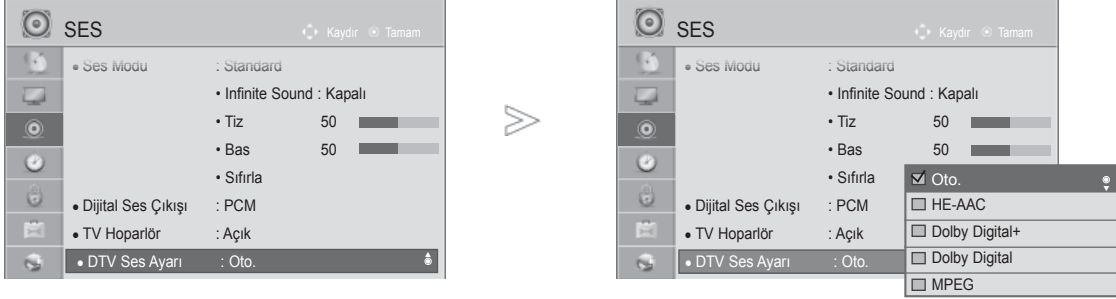 SES
Kaydır Tamam
• Ses Modu : Standard
• Infinite Sound : Kapalı
• Tiz 50
• Bas 50
• Sıfırla
• Dijital Ses Çıkışı : PCM
• TV Hoparlör : Açık
• DTV Ses Ayarı : Oto.
SES
Kaydır Tamam
• Ses Modu : Standard
• Infinite Sound : Kapalı
• Tiz 50
• Bas 50
• Sıfırla
• Dijital Ses Çıkışı : PCM
• TV Hoparlör : Açık
• DTV Ses Ayarı : Oto.
Oto.
HE-AAC
Dolby Digital+
Dolby Digital
MPEG